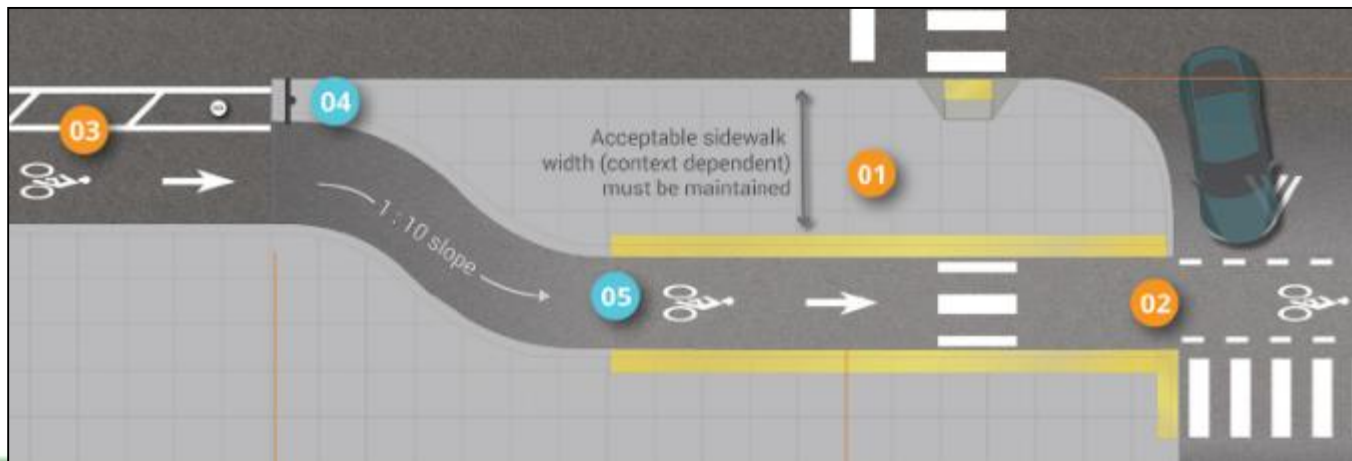 04
03
Acceptable sidewalk
width (context dependent)
must be maintained
01
1 : 10 slope
05
02